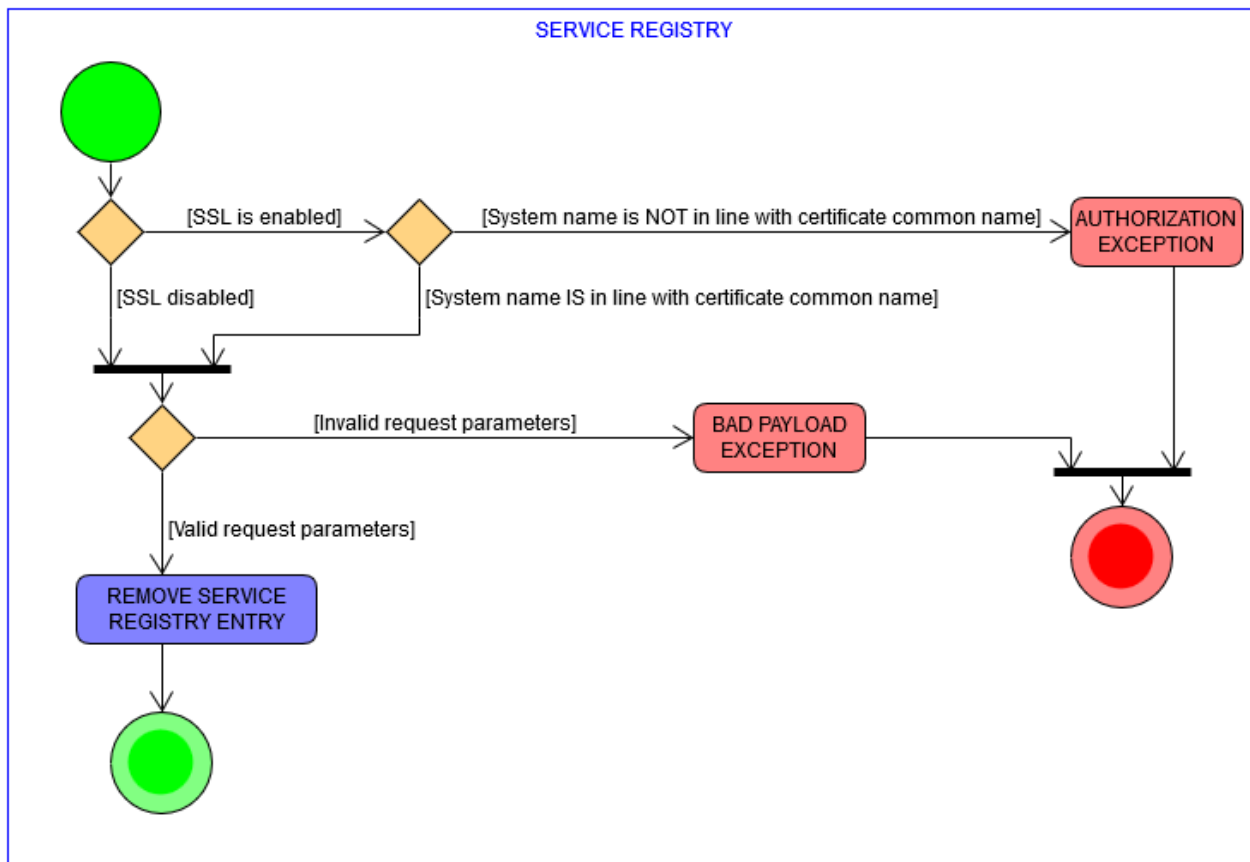 SERVICE REGISTRY
[SSL is enabled]
[System name is NOT in line with certificate common name]
AUTHORIZATION
EXCEPTION
[SSL disabled]
[System name IS in line with certificate common name]
[Invalid request parameters]
BAD PAYLOAD
EXCEPTION
[Valid request parameters]
REMOVE SERVICE
REGISTRY ENTRY